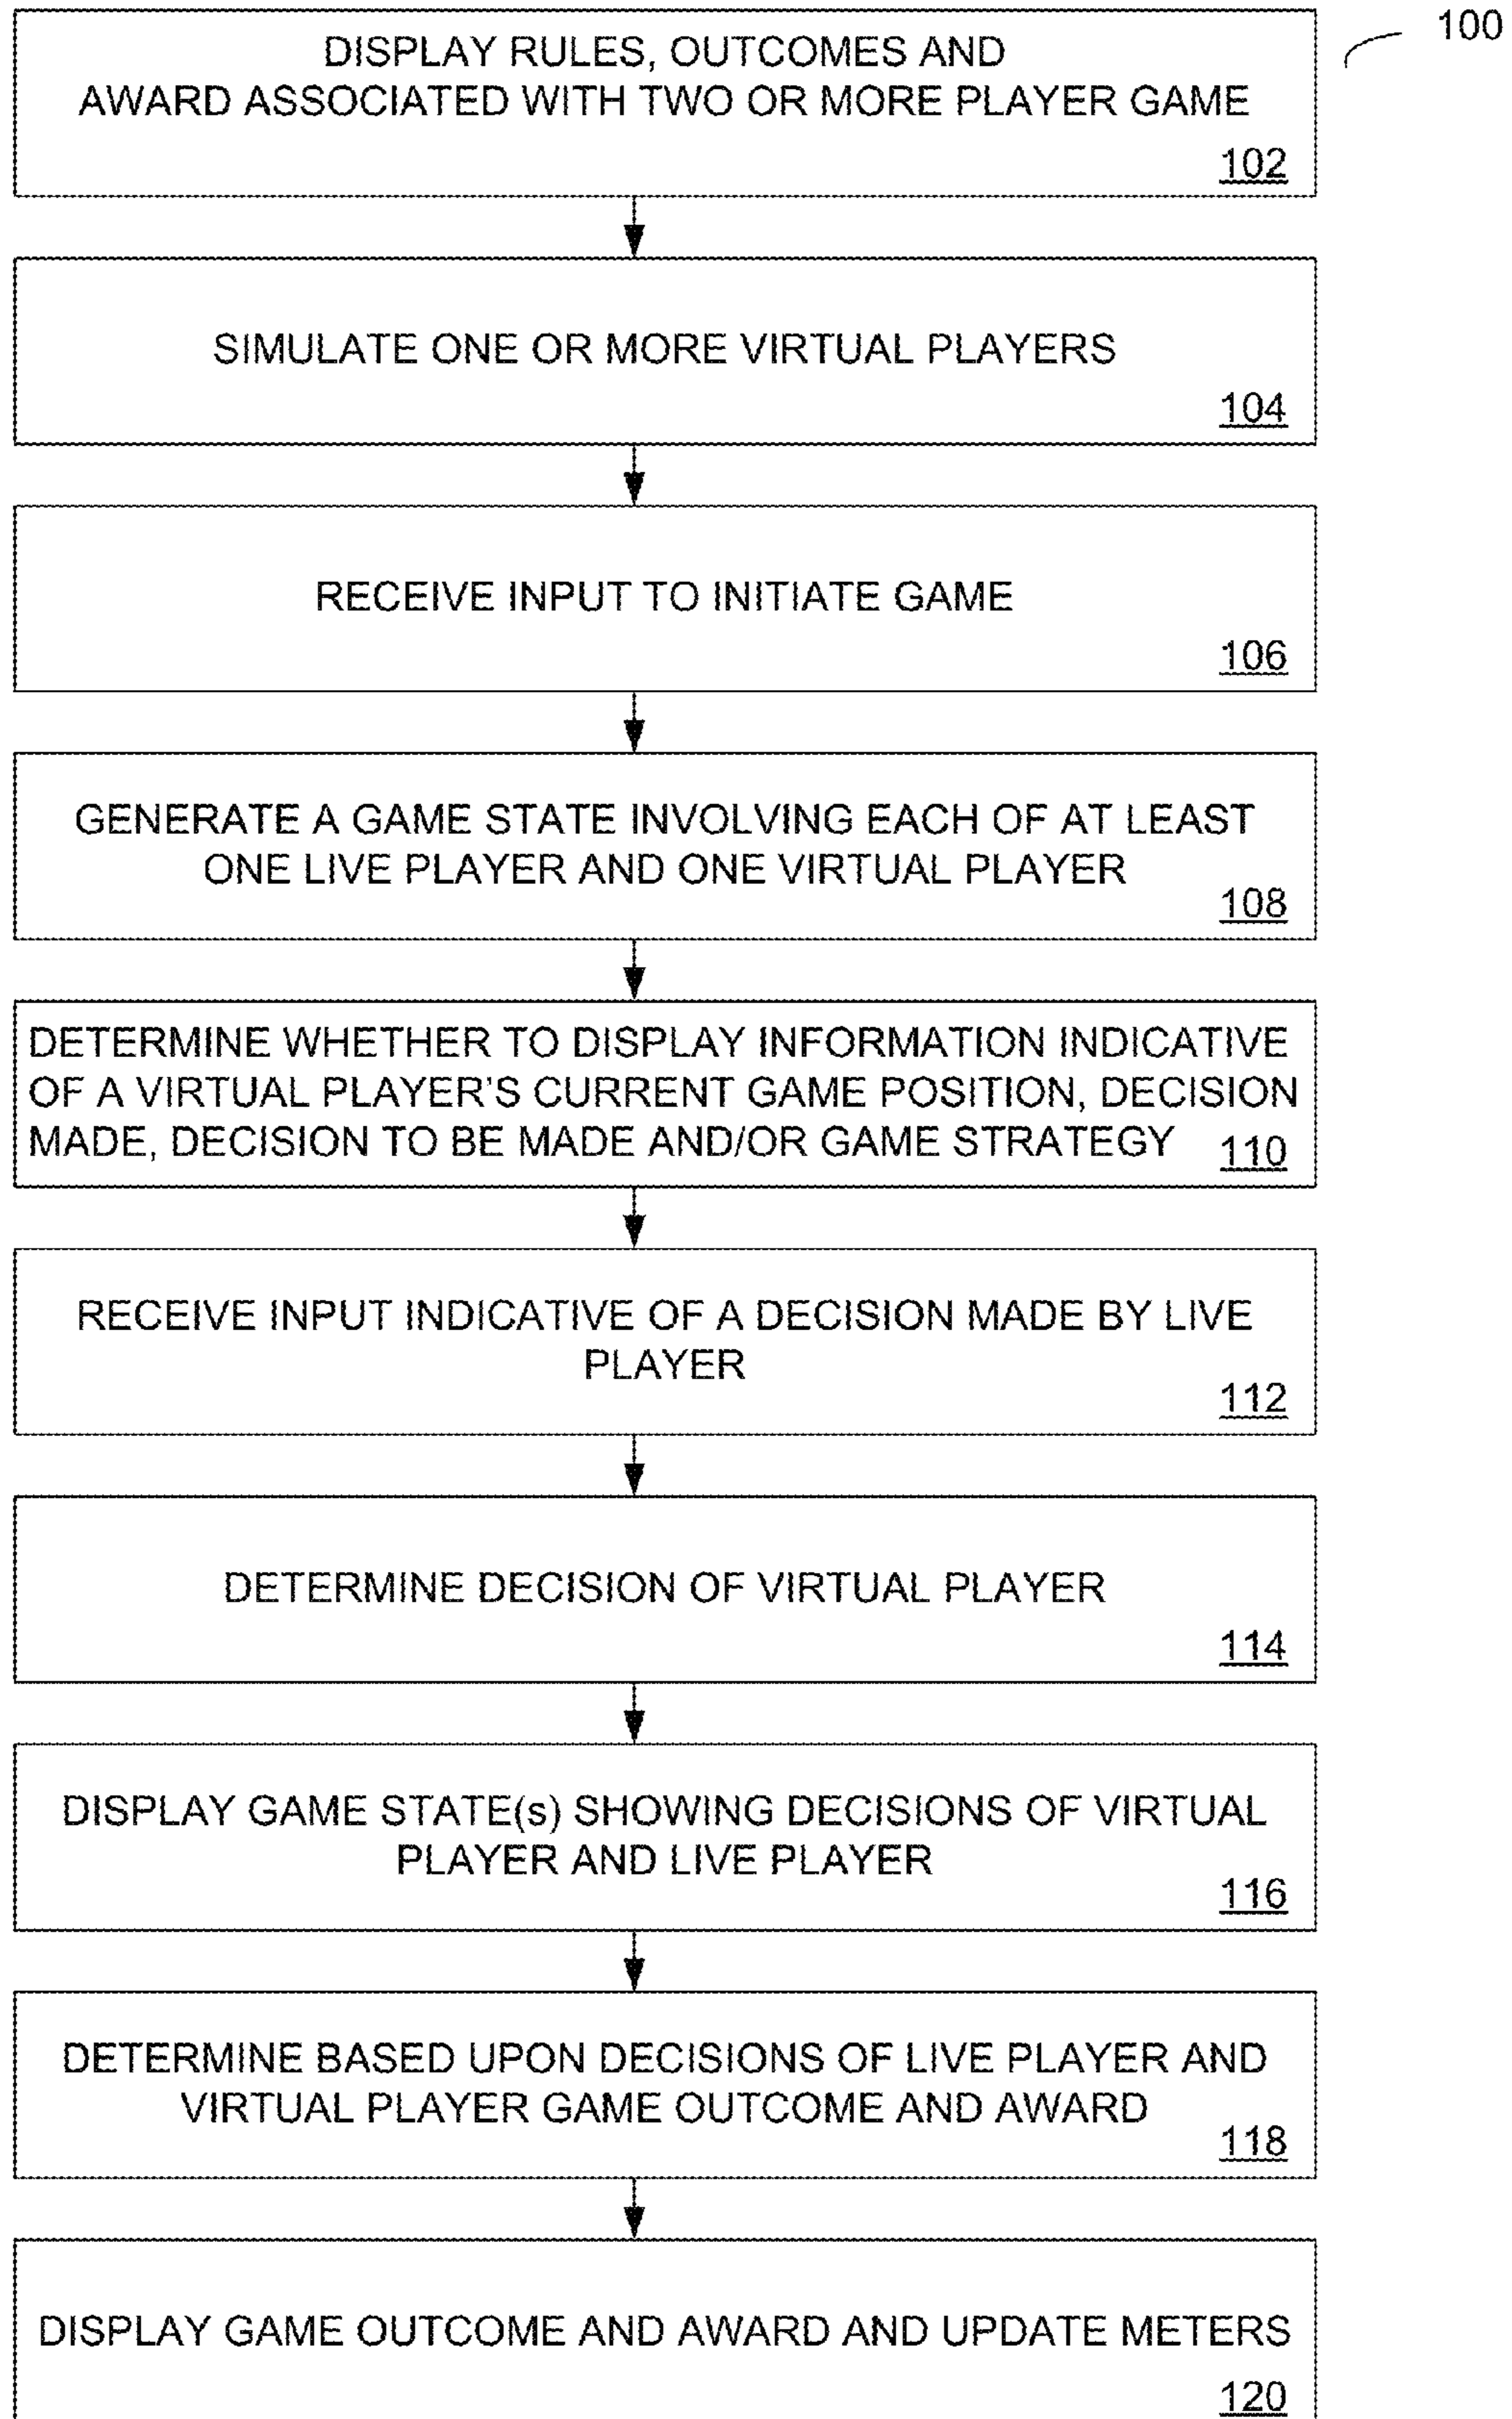 100
DISPLAY RULES, OUTCOMES AND
AWARD ASSOCIATED WITH TWO OR MORE PLAYER GAME
102
SIMULATE ONE OR MORE VIRTUAL PLAYERS
104
RECEIVE INPUT TO INITIATE GAME
106
GENERATE A GAME STATE INVOLVING EACH OF AT LEAST
ONE LIVE PLAYER AND ONE VIRTUAL PLAYER
108
DETERMINE WHETHER TO DISPLAY INFORMATION INDICATIVE
OF A VIRTUAL PLAYER'S CURRENT GAME POSITION, DECISION
MADE, DECISION TO BE MADE AND/OR GAME STRATEGY
110
RECEIVE INPUT INDICATIVE OF A DECISION MADE BY LIVE
PLAYER
112
DETERMINE DECISION OF VIRTUAL PLAYER
114
DISPLAY GAME STATE(s) SHOWING DECISIONS OF VIRTUAL
PLAYER AND LIVE PLAYER
116
DETERMINE BASED UPON DECISIONS OF LIVE PLAYER AND
VIRTUAL PLAYER GAME OUTCOME AND AWARD
118
DISPLAY GAME OUTCOME AND AWARD AND UPDATE METERS
120